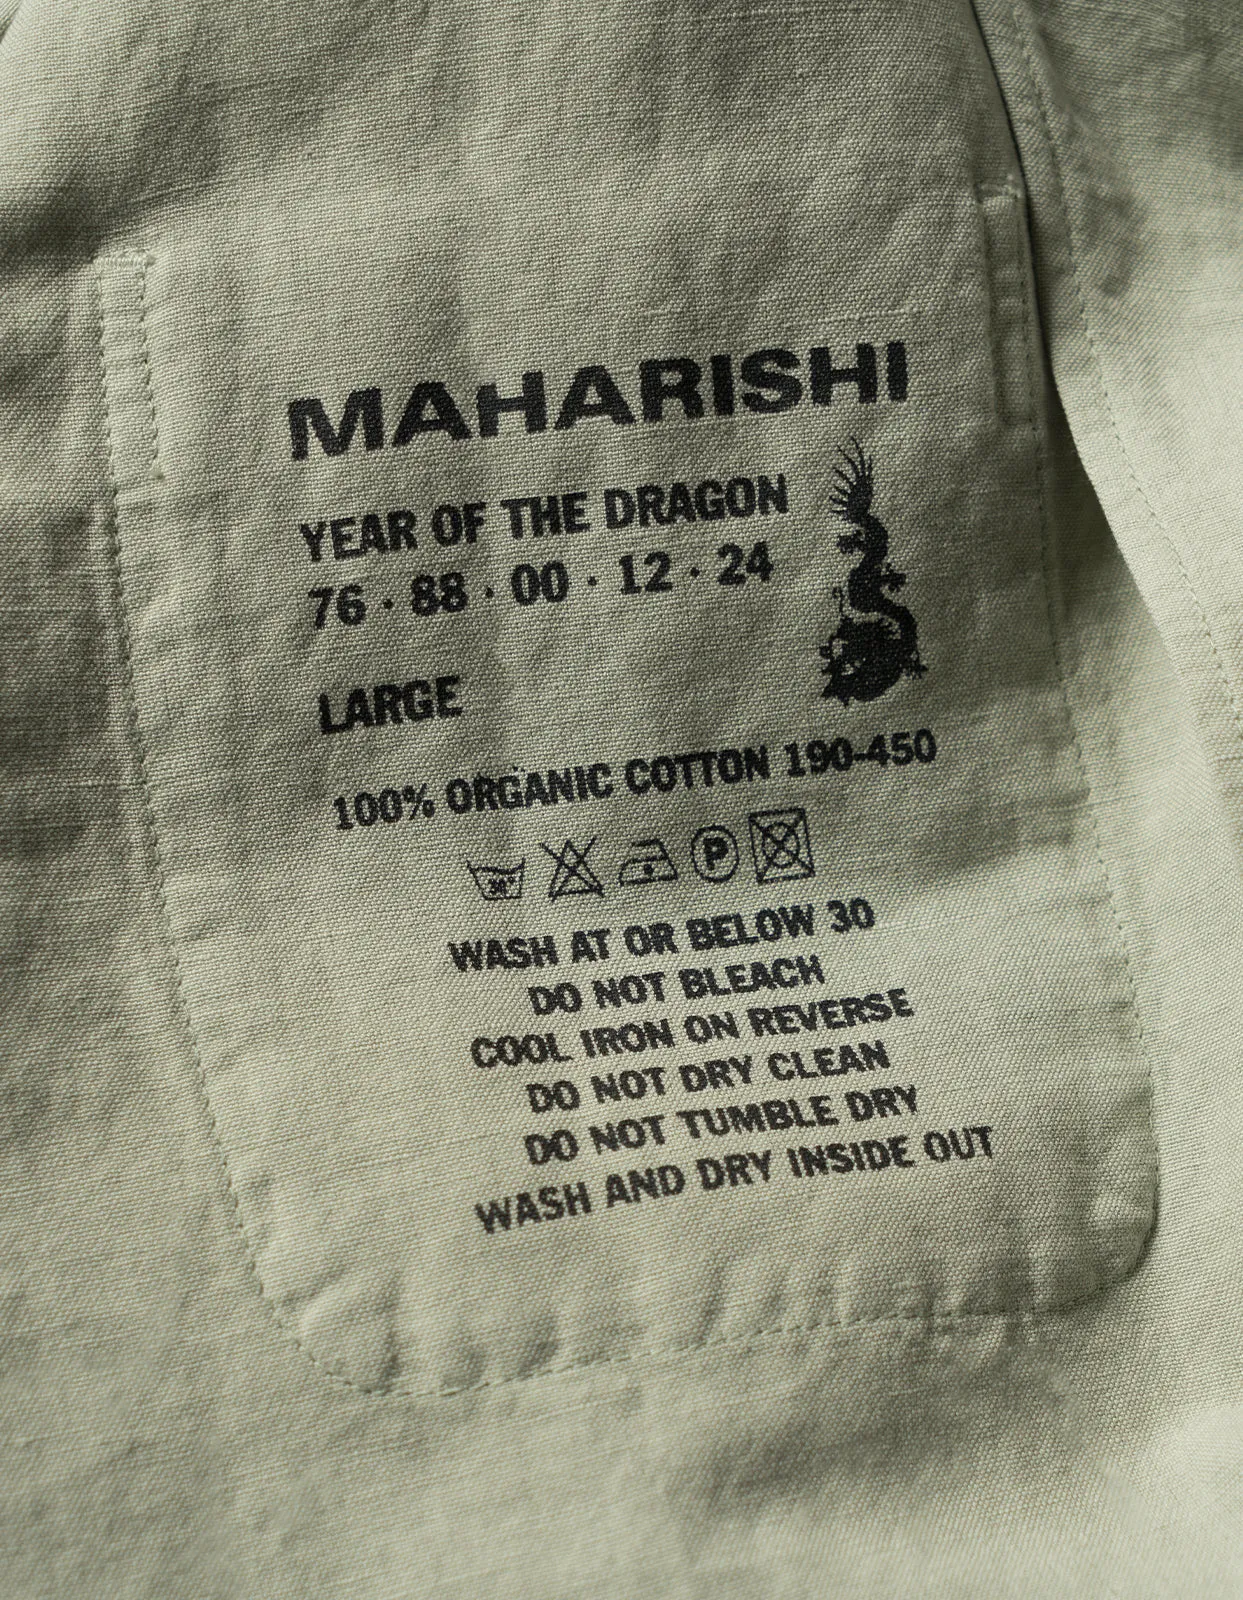 MAHARISHI
YEAR OF THE DRAGON
76 · 88 · 00 · 12 · 24
LARGE
100% ORGANIC COTTON 190-450
30° P
WASH AT OR BELOW 30
DO NOT BLEACH
COOL IRON ON REVERSE
DO NOT DRY CLEAN
DO NOT TUMBLE DRY
WASH AND DRY INSIDE OUT